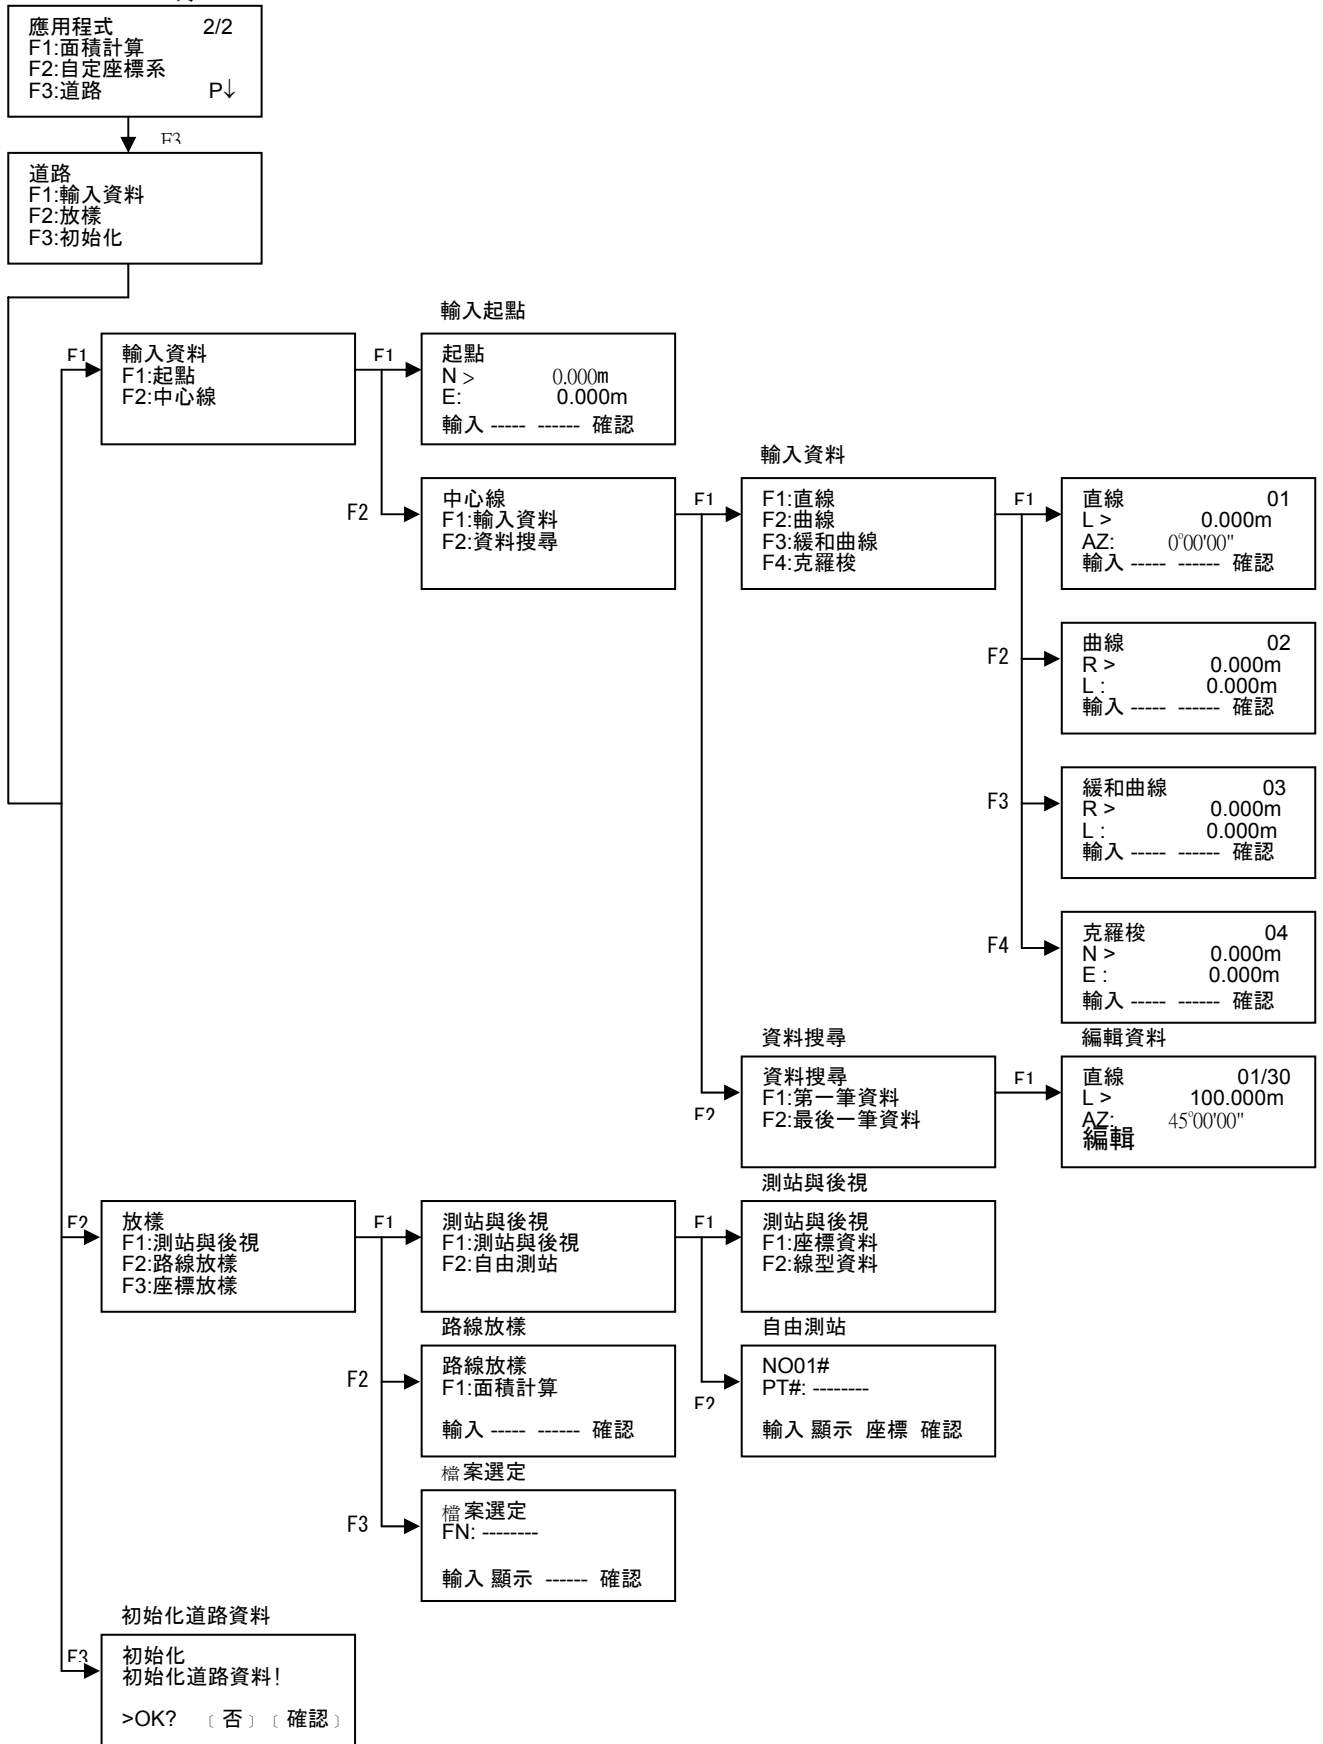 應用程式 2/2
F1:面積計算
F2:自定座標系
F3:道路 P↓
F3
道路
F1:輸入資料
F2:放樣
F3:初始化
F1
輸入資料
F1:起點
F2:中心線
F1
輸入起點
起點
N > 0.000m
E: 0.000m
輸入 ----- ------ 確認
F2
中心線
F1:輸入資料
F2:資料搜尋
F1
輸入資料
F1:直線
F2:曲線
F3:緩和曲線
F4:克羅梭
F1
直線 01
L > 0.000m
AZ: 0°00'00"
輸入 ----- ------ 確認
F2
曲線 02
R > 0.000m
L : 0.000m
輸入 ----- ------ 確認
F3
緩和曲線 03
R > 0.000m
L : 0.000m
輸入 ----- ------ 確認
F4
克羅梭 04
N > 0.000m
E : 0.000m
輸入 ----- ------ 確認
F2
資料搜尋
資料搜尋
F1:第一筆資料
F2:最後一筆資料
F1
編輯資料
直線 01/30
L > 100.000m
AZ: 45°00'00"
編輯
F2
放樣
F1:測站與後視
F2:路線放樣
F3:座標放樣
F1
測站與後視
F1:測站與後視
F2:自由測站
F1
測站與後視
測站與後視
F1:座標資料
F2:線型資料
F2
自由測站
NO01#
PT#: --------
輸入 顯示 座標 確認
F2
路線放樣
路線放樣
F1:面積計算
輸入 ----- ------ 確認
F3
檔案選定
檔案選定
FN: --------
輸入 顯示 ------ 確認
F3
初始化道路資料
初始化
初始化道路資料!
>OK? 〔否〕〔確認〕